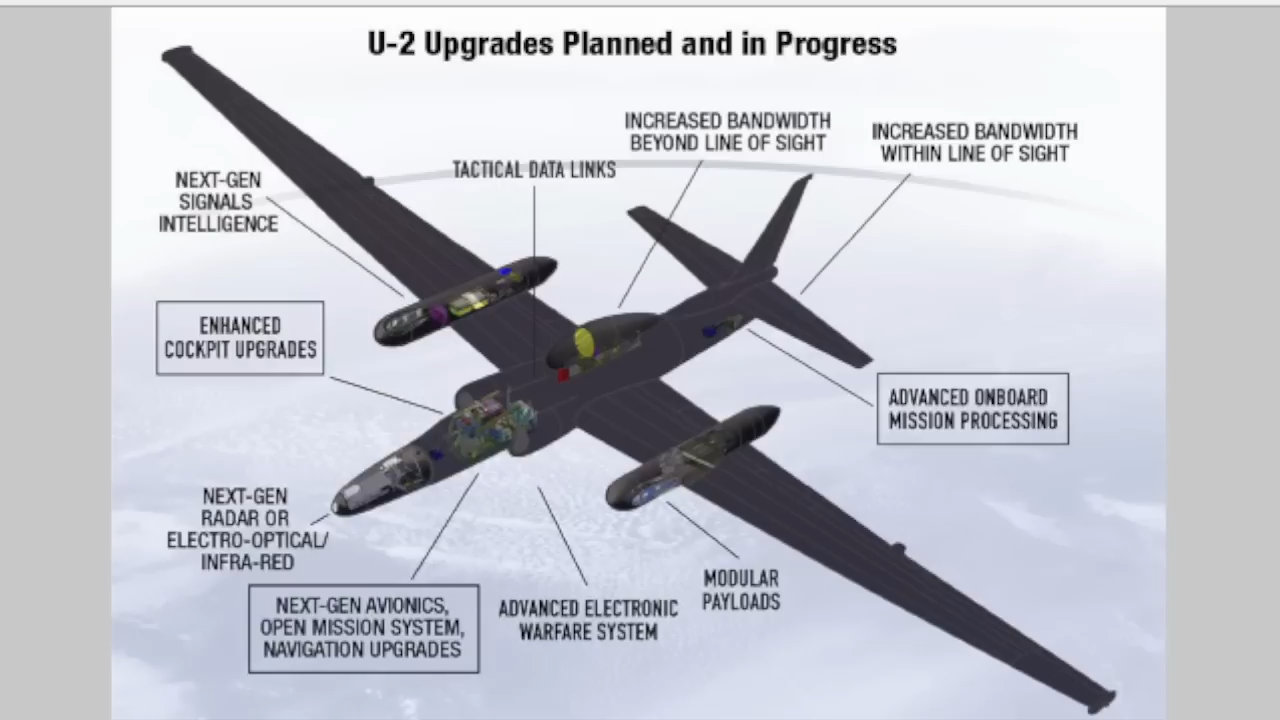 U-2 Upgrades Planned and in Progress
INCREASED BANDWIDTH
BEYOND LINE OF SIGHT
INCREASED BANDWIDTH
WITHIN LINE OF SIGHT
TACTICAL DATA LINKS
NEXT-GEN
SIGNALS
INTELLIGENCE
ENHANCED
COCKPIT UPGRADES
ADVANCED ONBOARD
MISSION PROCESSING
NEXT-GEN
RADAR OR
ELECTRO-OPTICAL/
INFRA-RED
NEXT-GEN AVIONICS,
OPEN MISSION SYSTEM,
NAVIGATION UPGRADES
ADVANCED ELECTRONIC
WARFARE SYSTEM
MODULAR
PAYLOADS